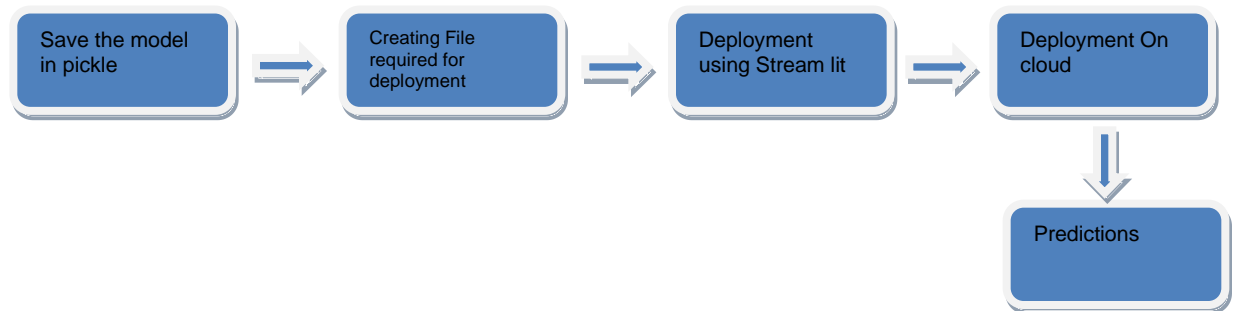 Save the model
in pickle
Creating File
required for
deployment
Deployment
using Stream lit
Deployment On
cloud
Predictions